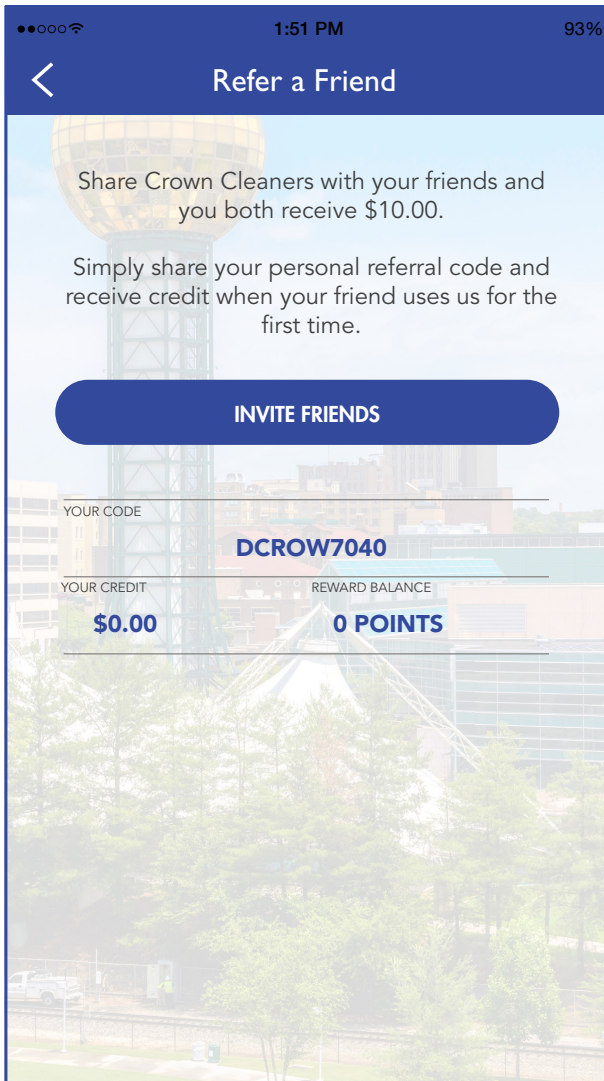 1:51 PM 93%
Refer a Friend
Share Crown Cleaners with your friends and
you both receive $10.00.
Simply share your personal referral code and
receive credit when your friend uses us for the
first time.
INVITE FRIENDS
YOUR CODE
DCROW7040
YOUR CREDIT REWARD BALANCE
$0.00 0 POINTS